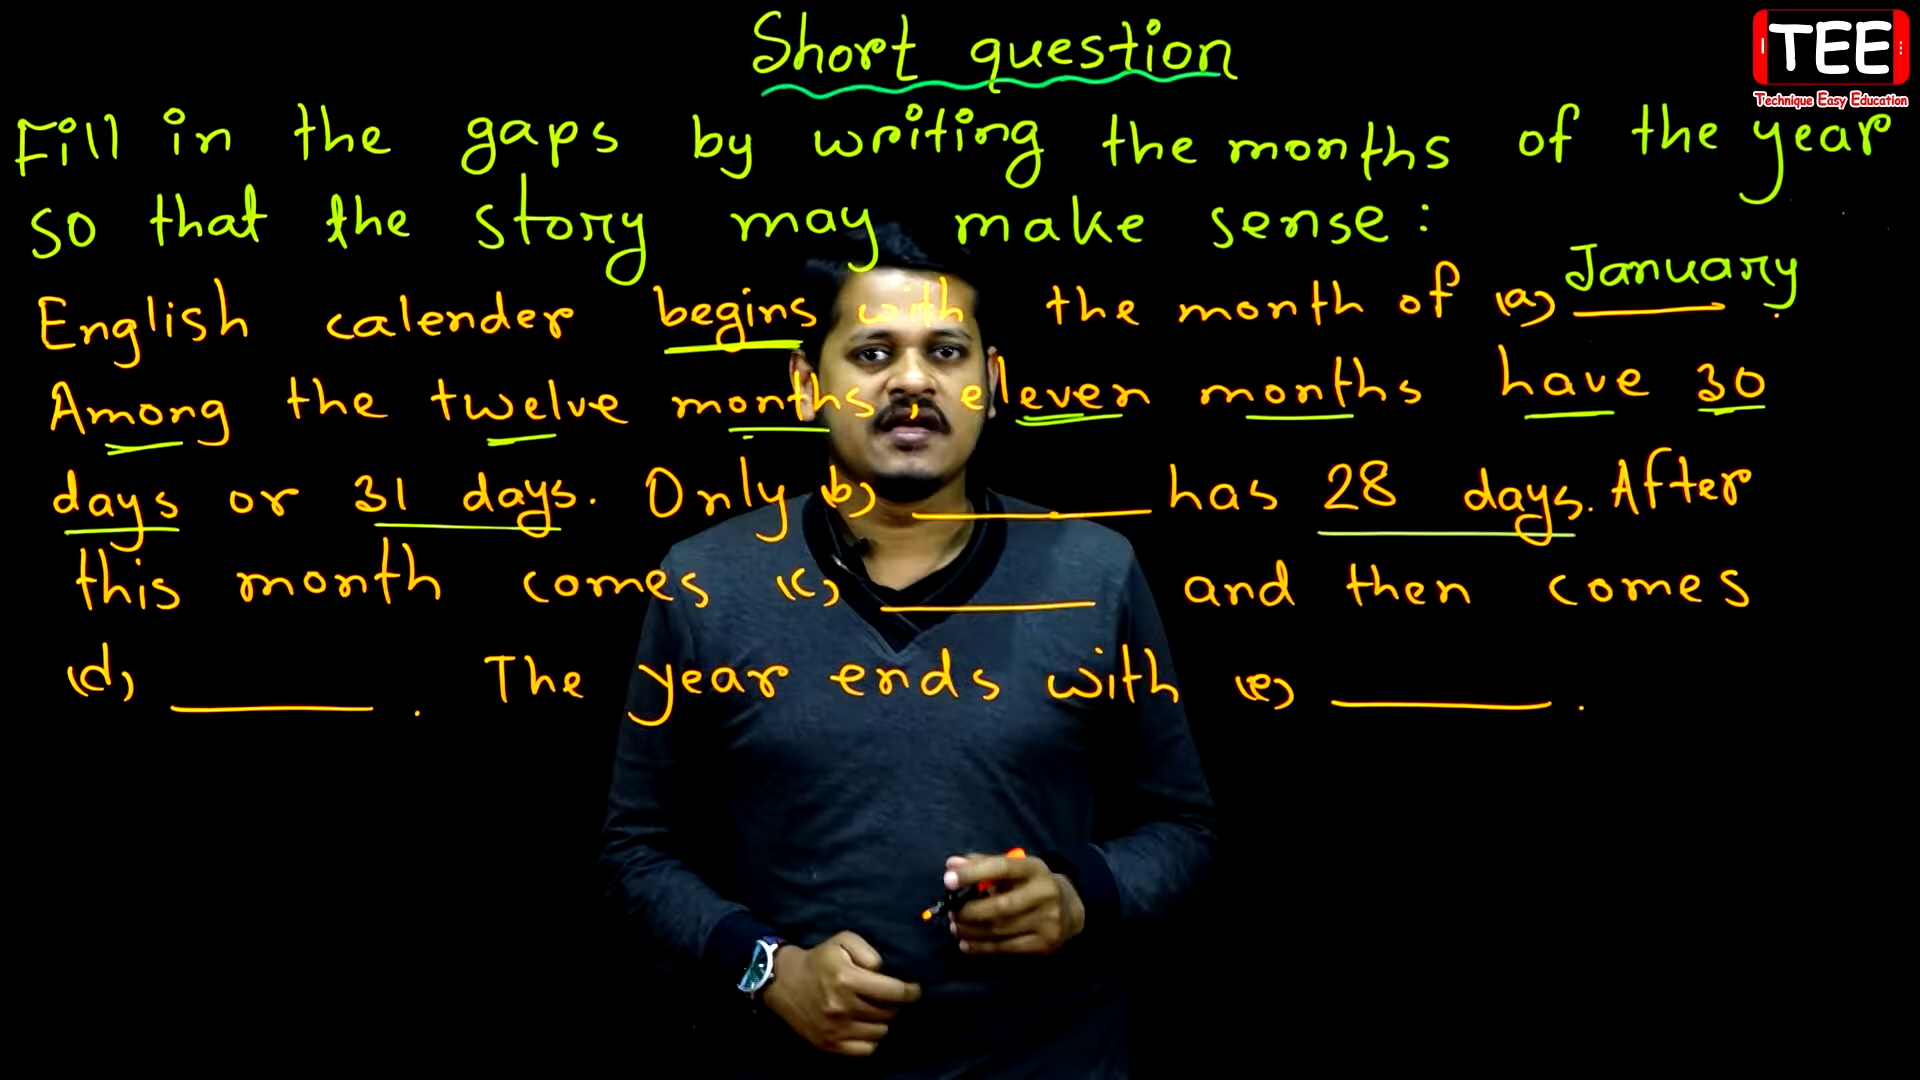 Short question
TEE
Technique Easy Education
Fill in the gaps by writing the months of the year
so that the story may make sense:
English calender begins with the month of (a) January.
Among the twelve months, eleven months have 30
days or 31 days. Only b) ______ has 28 days. After
this month comes (c) ______ and then comes
(d) ______. The year ends with (e) ______.